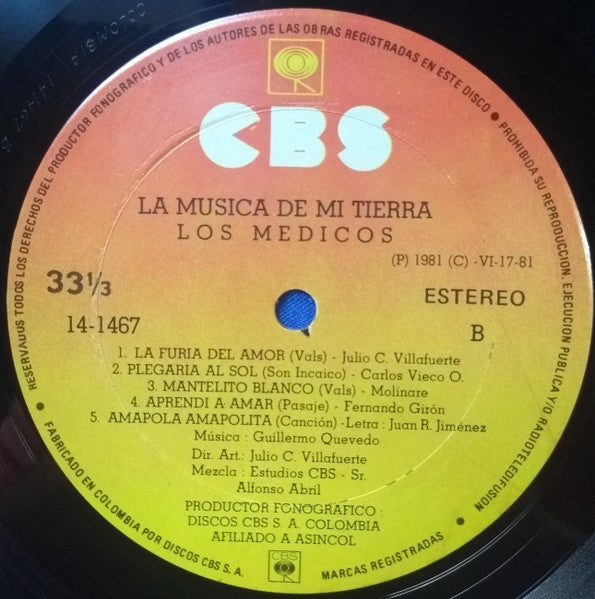 RESERVADOS TODOS LOS DERECHOS DEL PRODUCTOR FONOGRAFICO Y DE LOS AUTORES DE LAS OBRAS REGISTRADAS EN ESTE DISCO • PROHIBIDA SU REPRODUCCION, EJECUCION PUBLICA Y/O RADIOTELEDIFUSION
CBS
LA MUSICA DE MI TIERRA
LOS MEDICOS
(P) 1981 (C) -VI-17-81
33 1/3
ESTEREO
14-1467
B
1. LA FURIA DEL AMOR (Vals) - Julio C. Villafuerte
2. PLEGARIA AL SOL (Son Incaico) - Carlos Vieco O.
3. MANTELITO BLANCO (Vals) - Molinare
4. APRENDI A AMAR (Pasaje) - Fernando Girón
5. AMAPOLA AMAPOLITA (Canción) -Letra : Juan R. Jiménez
Música : Guillermo Quevedo
Dir. Art: Julio C. Villafuerte
Mezcla : Estudios CBS - Sr.
Alfonso Abril
PRODUCTOR FONOGRAFICO :
DISCOS CBS S. A. COLOMBIA
AFILIADO A ASINCOL
CBS
• FABRICADO EN COLOMBIA POR DISCOS CBS S. A.
MARCAS REGISTRADAS •
COLOMBIA 141467 B